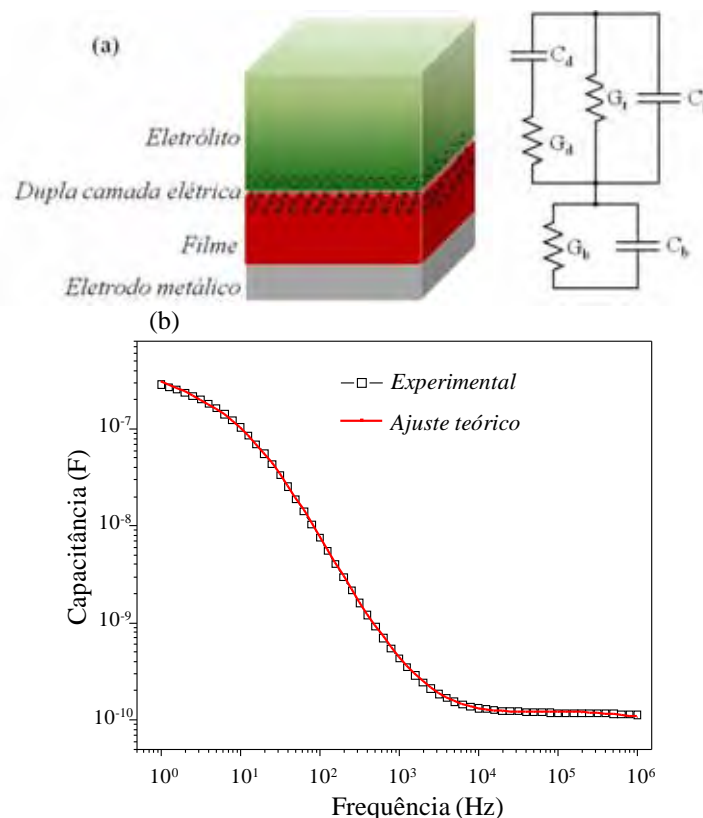 (a)
Eletrólito
Dupla camada elétrica
Filme
Eletrodo metálico
C_d
G_t
G_d
G_b
C_b
(b)
Capacitância (F)
10^-7
10^-8
10^-9
10^-10
Experimental
Ajuste teórico
10^0 10^1 10^2 10^3 10^4 10^5 10^6
Frequência (Hz)